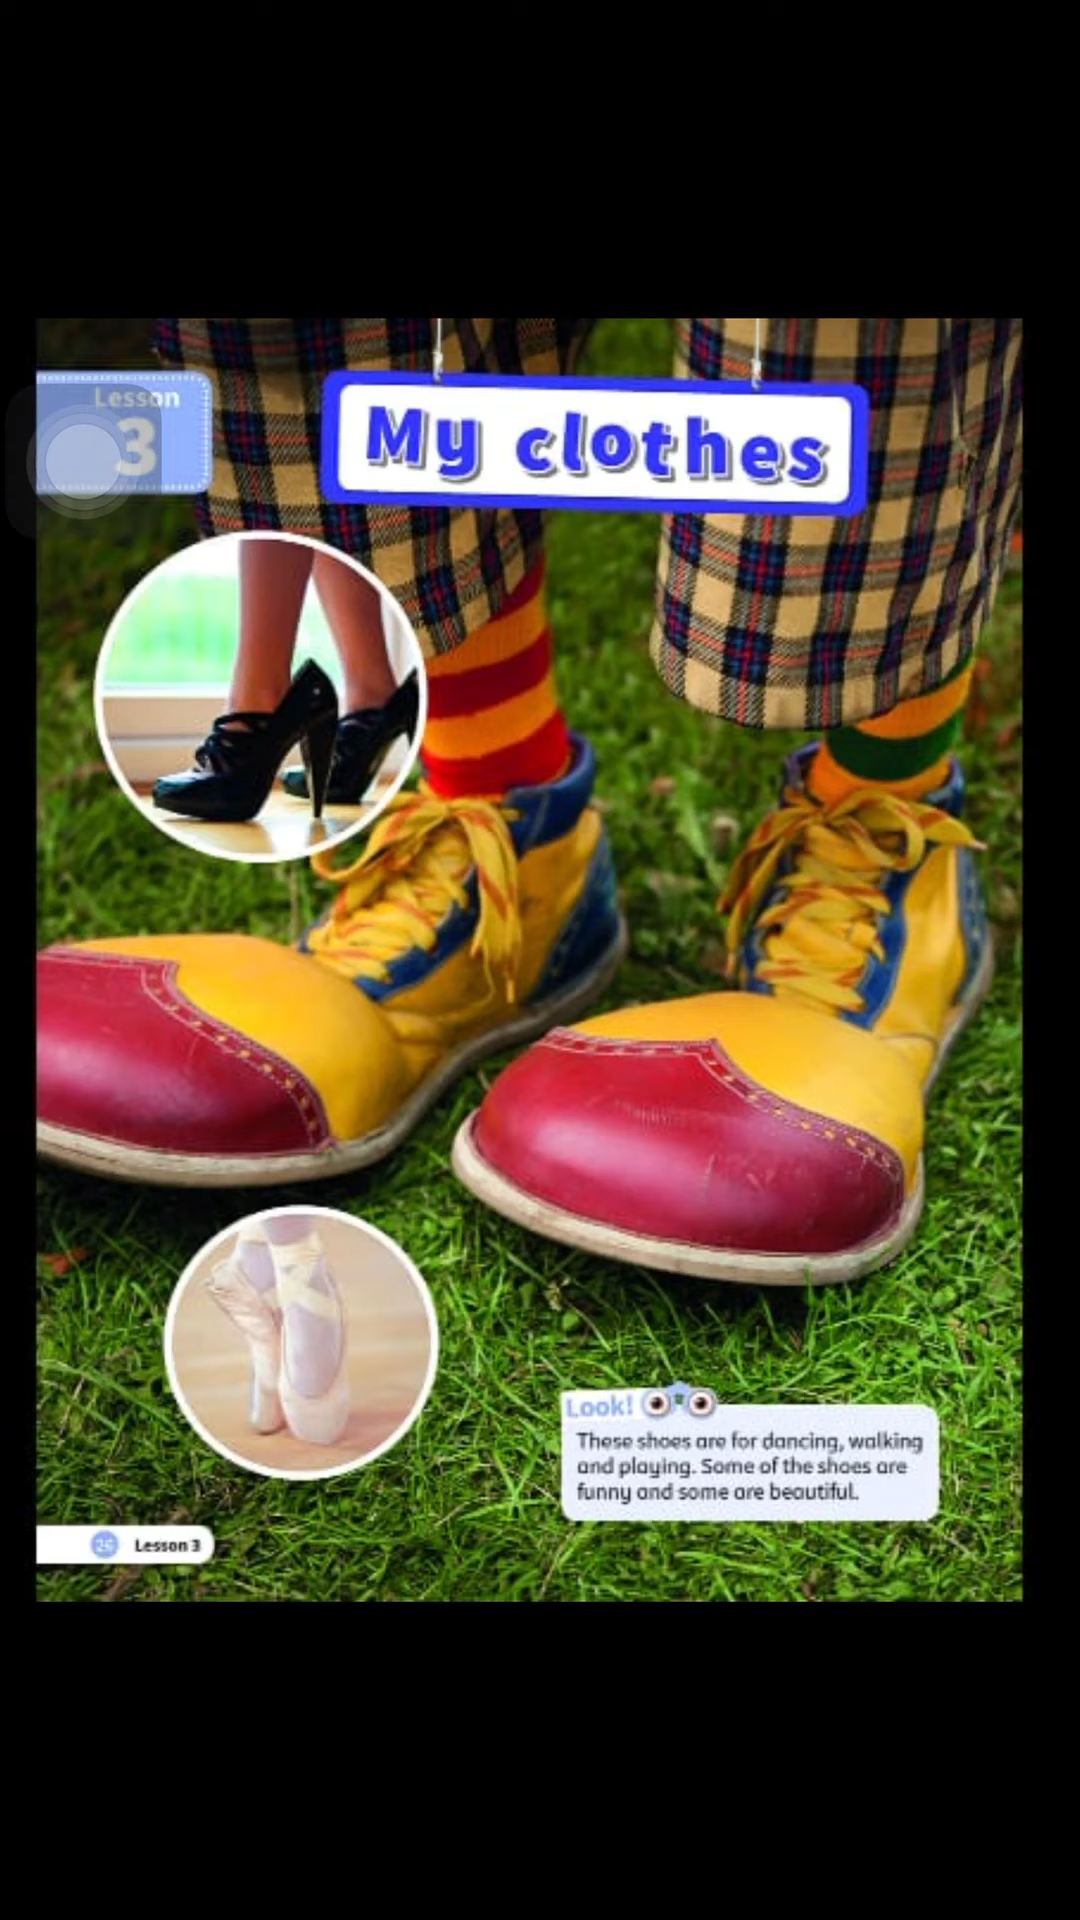 Lesson
3
My clothes
Look!
These shoes are for dancing, walking
and playing. Some of the shoes are
funny and some are beautiful.
Lesson 3